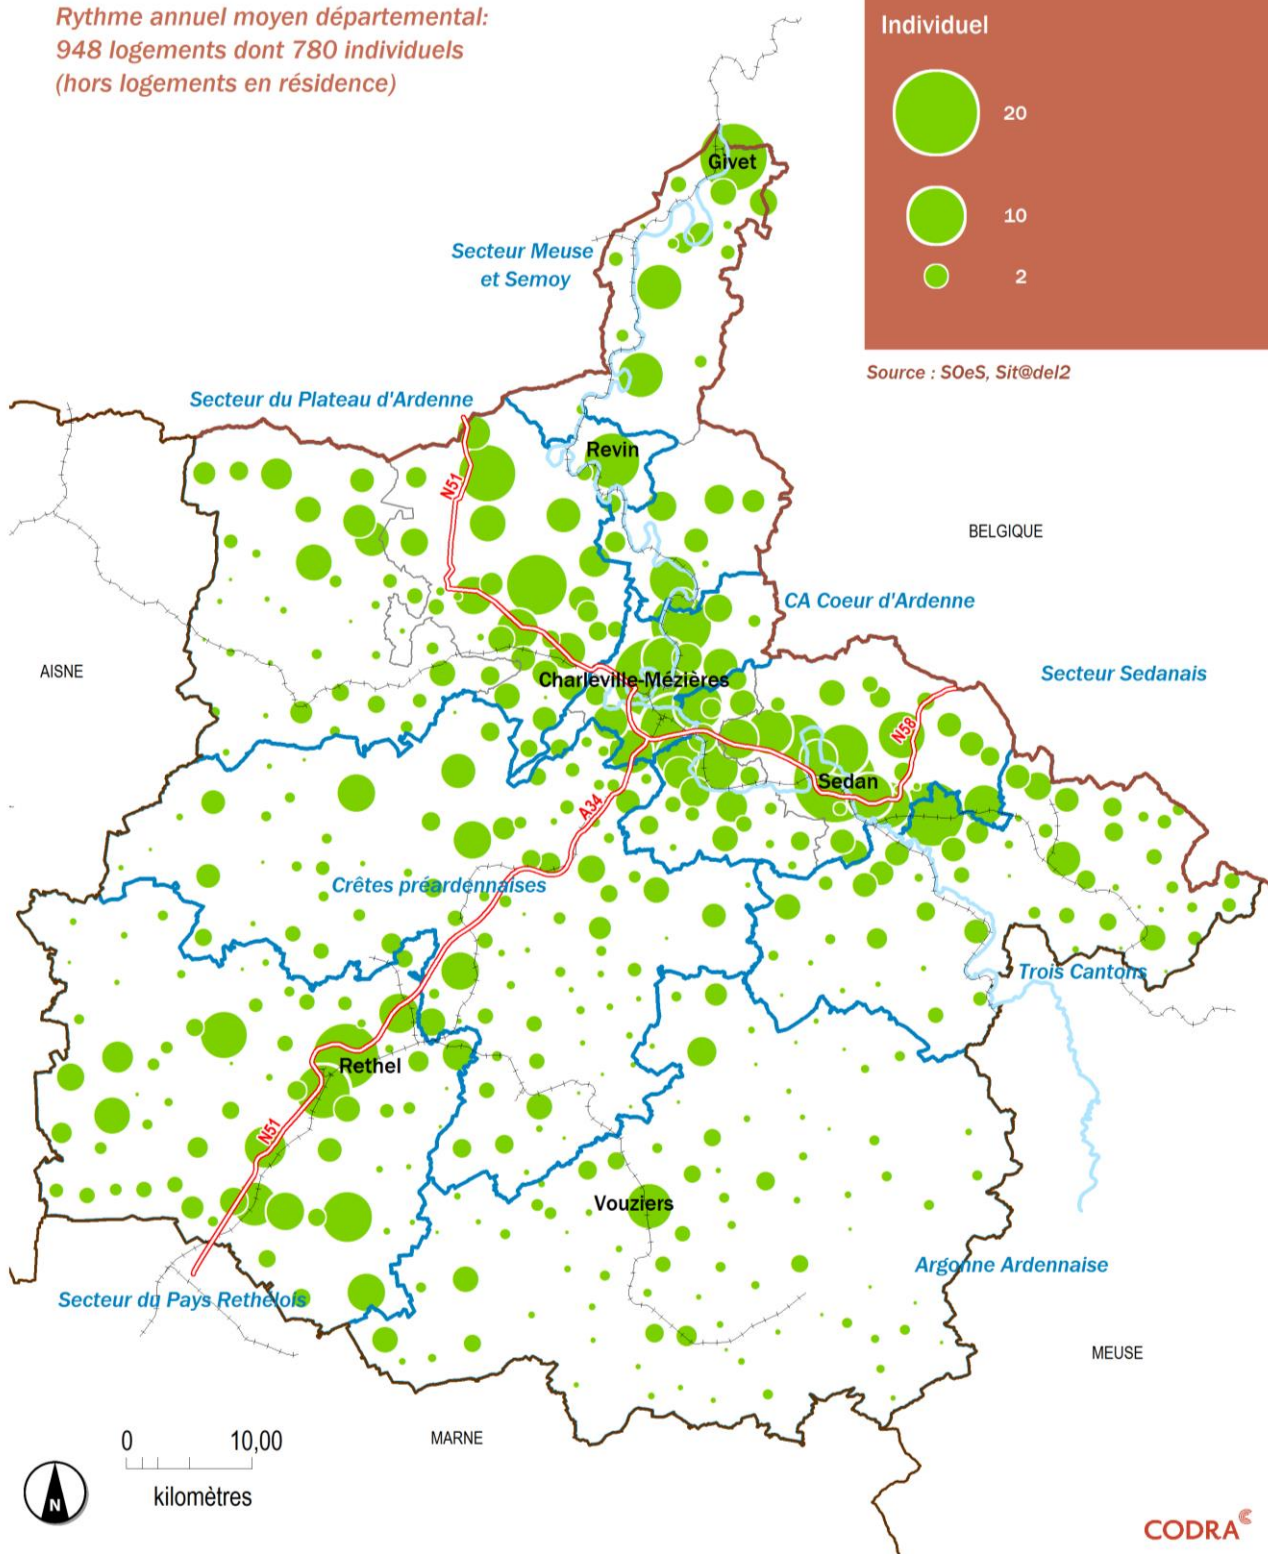 Rythme annuel moyen départemental:
948 logements dont 780 individuels
(hors logements en résidence)
Individuel
20
10
2
Source : SOeS, Sit@del2
Givet
Secteur Meuse
et Semoy
Secteur du Plateau d'Ardenne
Revin
N51
BELGIQUE
CA Coeur d'Ardenne
AISNE
Secteur Sedanais
Charleville-Mézières
N58
Sedan
A34
Crêtes préardennaises
Trois Cantons
Rethel
N51
Vouziers
Argonne Ardennaise
Secteur du Pays Rethélois
MEUSE
MARNE
0 10,00
kilomètres
N
CODRA